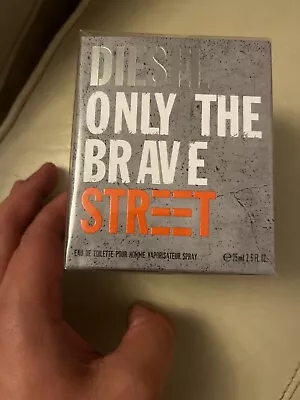 DIESEL
ONLY THE
BRAVE
STREET
EAU DE TOILETTE POUR HOMME VAPORISATEUR SPRAY
℮75ml 2.5 FL.OZ.